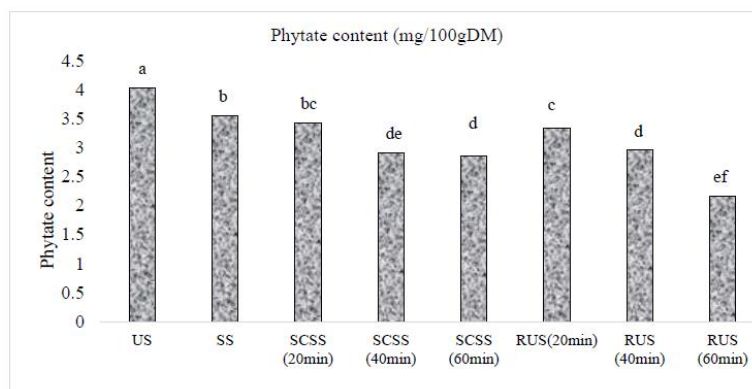 Phytate content (mg/100gDM)
4.5
4
3.5
3
2.5
2
1.5
1
0.5
0
Phytate content
a
b
bc
de
d
c
d
ef
US
SS
SCSS
(20min)
SCSS
(40min)
SCSS
(60min)
RUS(20min)
RUS
(40min)
RUS
(60min)